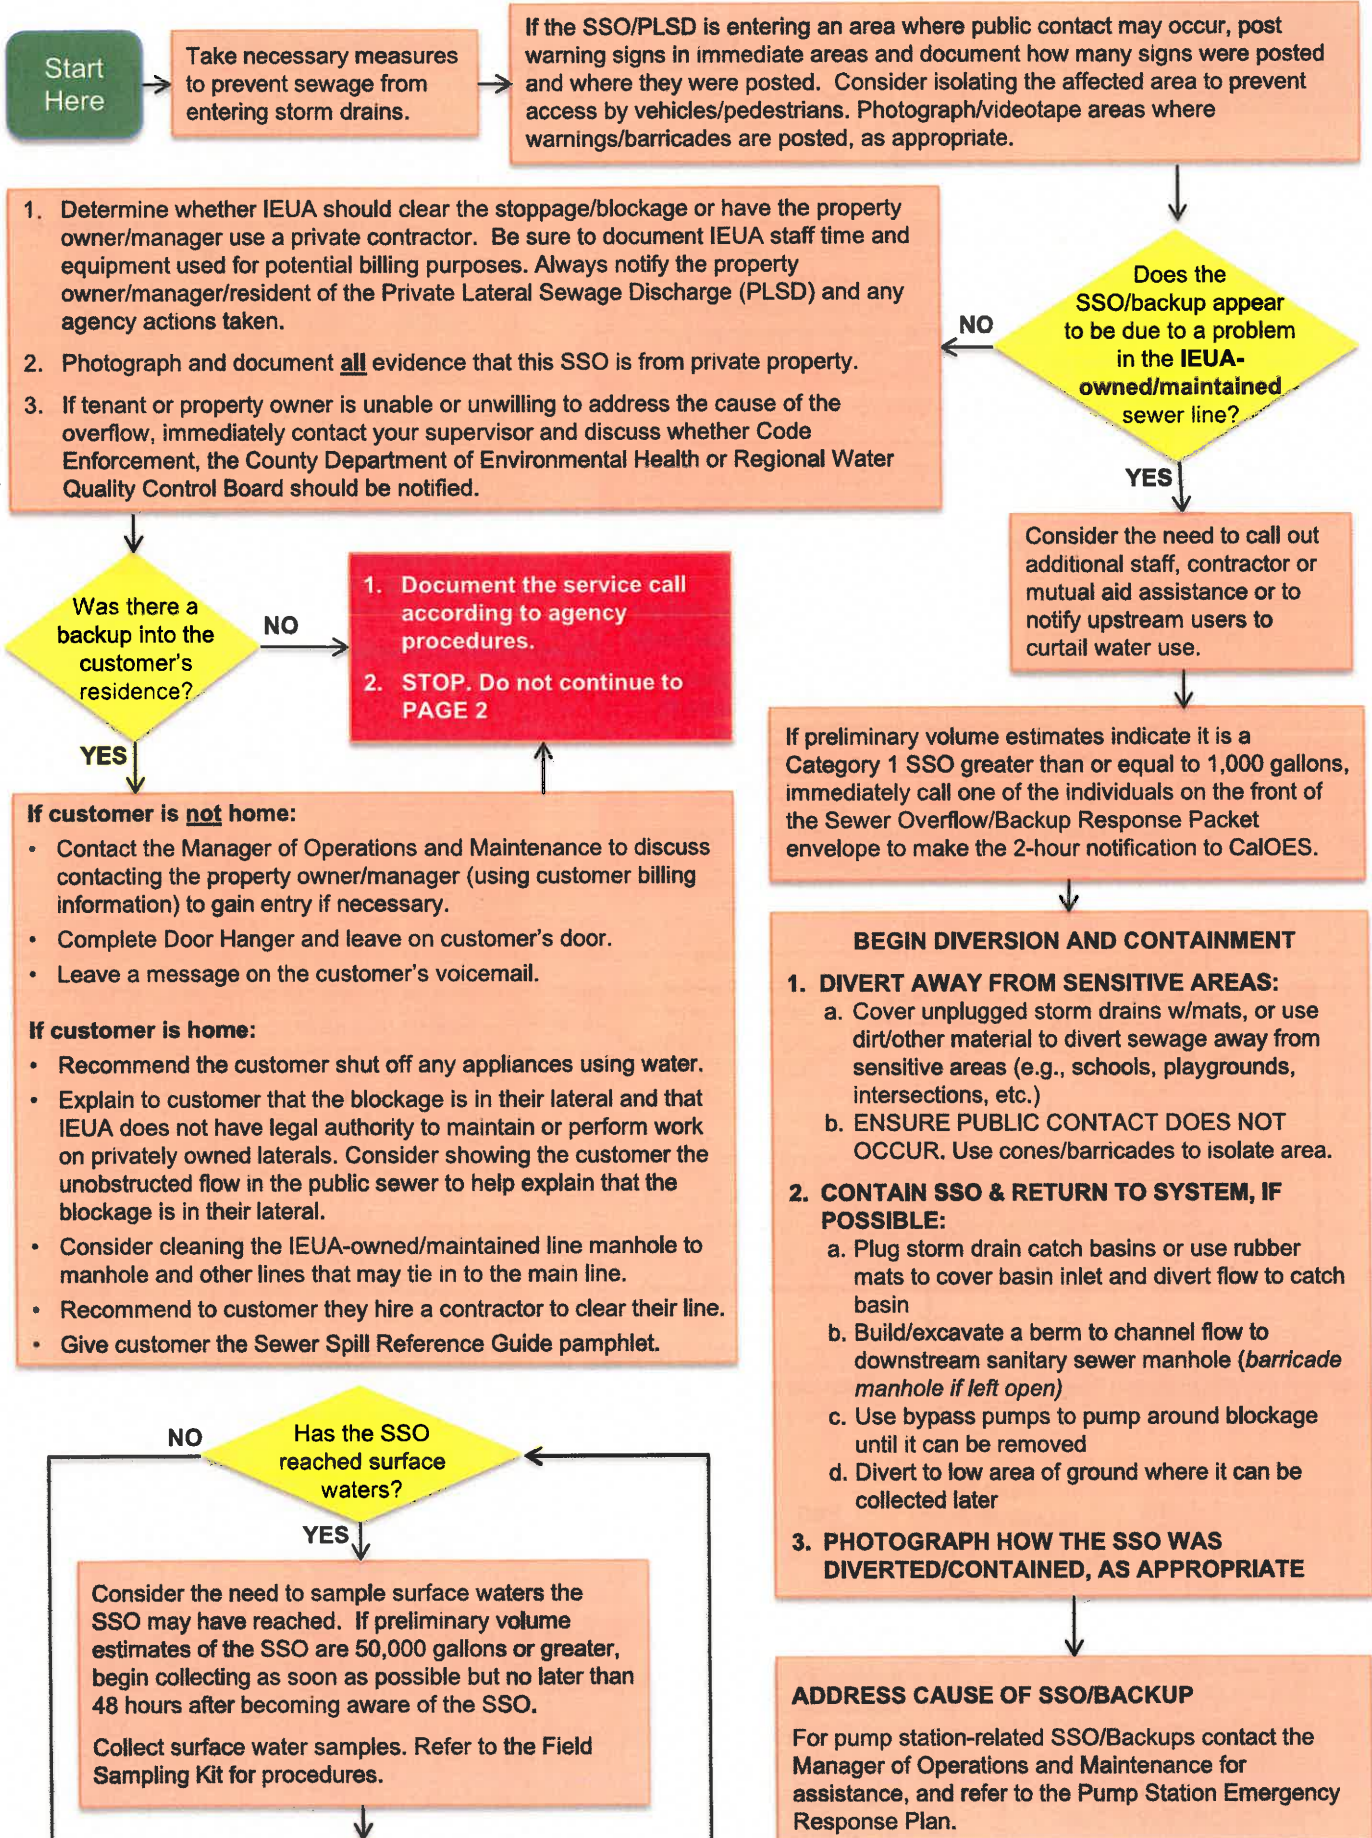 Start
Here
Take necessary measures
to prevent sewage from
entering storm drains.
If the SSO/PLSD is entering an area where public contact may occur, post
warning signs in immediate areas and document how many signs were posted
and where they were posted. Consider isolating the affected area to prevent
access by vehicles/pedestrians. Photograph/videotape areas where
warnings/barricades are posted, as appropriate.
Does the
SSO/backup appear
to be due to a problem
in the IEUA-
owned/maintained
sewer line?
NO
YES
1. Determine whether IEUA should clear the stoppage/blockage or have the property
owner/manager use a private contractor. Be sure to document IEUA staff time and
equipment used for potential billing purposes. Always notify the property
owner/manager/resident of the Private Lateral Sewage Discharge (PLSD) and any
agency actions taken.
2. Photograph and document all evidence that this SSO is from private property.
3. If tenant or property owner is unable or unwilling to address the cause of the
overflow, immediately contact your supervisor and discuss whether Code
Enforcement, the County Department of Environmental Health or Regional Water
Quality Control Board should be notified.
Was there a
backup into the
customer's
residence?
NO
YES
1. Document the service call
according to agency
procedures.
2. STOP. Do not continue to
PAGE 2
If customer is not home:
• Contact the Manager of Operations and Maintenance to discuss
contacting the property owner/manager (using customer billing
information) to gain entry if necessary.
• Complete Door Hanger and leave on customer's door.
• Leave a message on the customer's voicemail.
If customer is home:
• Recommend the customer shut off any appliances using water.
• Explain to customer that the blockage is in their lateral and that
IEUA does not have legal authority to maintain or perform work
on privately owned laterals. Consider showing the customer the
unobstructed flow in the public sewer to help explain that the
blockage is in their lateral.
• Consider cleaning the IEUA-owned/maintained line manhole to
manhole and other lines that may tie in to the main line.
• Recommend to customer they hire a contractor to clear their line.
• Give customer the Sewer Spill Reference Guide pamphlet.
Consider the need to call out
additional staff, contractor or
mutual aid assistance or to
notify upstream users to
curtail water use.
If preliminary volume estimates indicate it is a
Category 1 SSO greater than or equal to 1,000 gallons,
immediately call one of the individuals on the front of
the Sewer Overflow/Backup Response Packet
envelope to make the 2-hour notification to CalOES.
BEGIN DIVERSION AND CONTAINMENT
1. DIVERT AWAY FROM SENSITIVE AREAS:
a. Cover unplugged storm drains w/mats, or use
dirt/other material to divert sewage away from
sensitive areas (e.g., schools, playgrounds,
intersections, etc.)
b. ENSURE PUBLIC CONTACT DOES NOT
OCCUR. Use cones/barricades to isolate area.
2. CONTAIN SSO & RETURN TO SYSTEM, IF
POSSIBLE:
a. Plug storm drain catch basins or use rubber
mats to cover basin inlet and divert flow to catch
basin
b. Build/excavate a berm to channel flow to
downstream sanitary sewer manhole (barricade
manhole if left open)
c. Use bypass pumps to pump around blockage
until it can be removed
d. Divert to low area of ground where it can be
collected later
3. PHOTOGRAPH HOW THE SSO WAS
DIVERTED/CONTAINED, AS APPROPRIATE
ADDRESS CAUSE OF SSO/BACKUP
For pump station-related SSO/Backups contact the
Manager of Operations and Maintenance for
assistance, and refer to the Pump Station Emergency
Response Plan.
Has the SSO
reached surface
waters?
NO
YES
Consider the need to sample surface waters the
SSO may have reached. If preliminary volume
estimates of the SSO are 50,000 gallons or greater,
begin collecting as soon as possible but no later than
48 hours after becoming aware of the SSO.
Collect surface water samples. Refer to the Field
Sampling Kit for procedures.